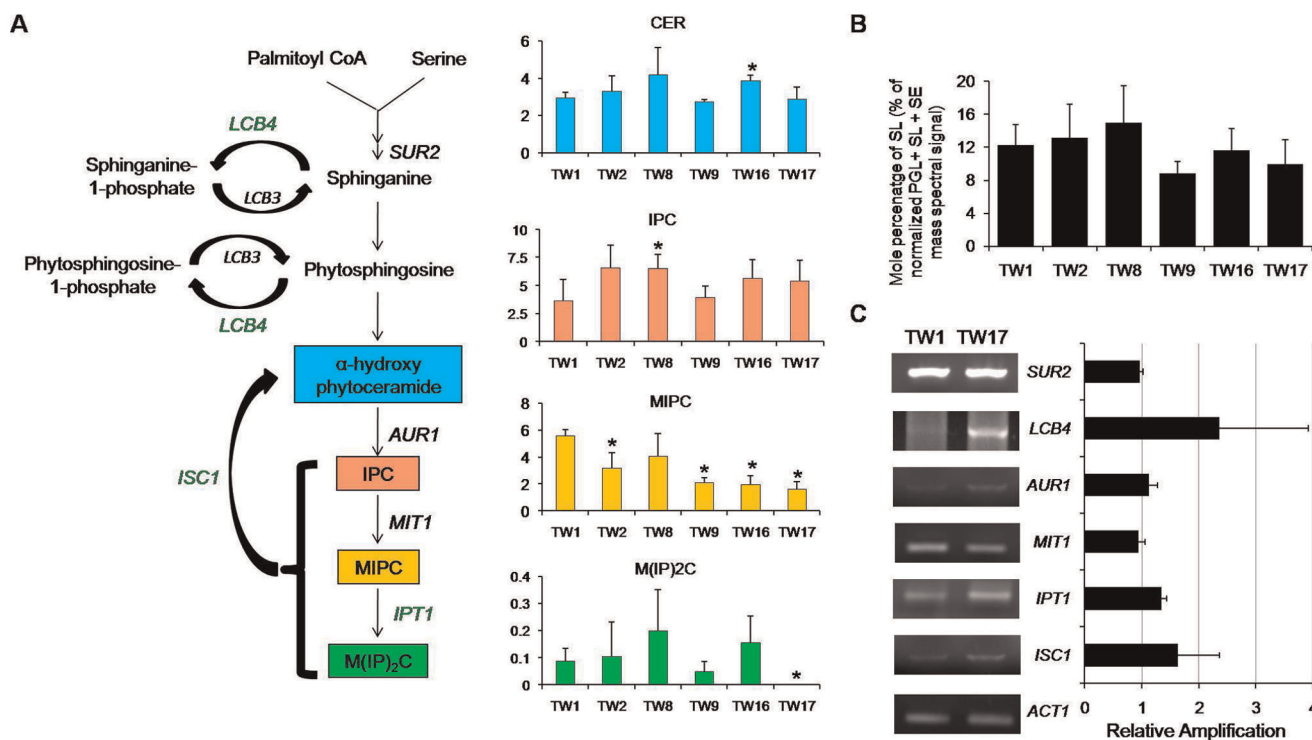 A
Palmitoyl CoA
Serine
LCB4
SUR2
Sphinganine-
1-phosphate
Sphinganine
LCB3
LCB3
Phytosphingosine-
1-phosphate
Phytosphingosine
LCB4
α-hydroxy
phytoceramide
AUR1
ISC1
IPC
MIT1
MIPC
IPT1
M(IP)₂C
CER
6
4
2
0
*
TW1 TW2 TW8 TW9 TW16 TW17
IPC
10
7.5
5
2.5
0
*
TW1 TW2 TW8 TW9 TW16 TW17
MIPC
8
6
4
2
0
* * * *
TW1 TW2 TW8 TW9 TW16 TW17
M(IP)2C
0.4
0.3
0.2
0.1
0
*
TW1 TW2 TW8 TW9 TW16 TW17
B
Mole percenatge of SL (% of
normalized PGL+ SL + SE
mass spectral signal)
20
16
12
8
4
0
TW1 TW2 TW8 TW9 TW16 TW17
C
TW1 TW17
SUR2
LCB4
AUR1
MIT1
IPT1
ISC1
ACT1
0 1 2 3 4
Relative Amplification